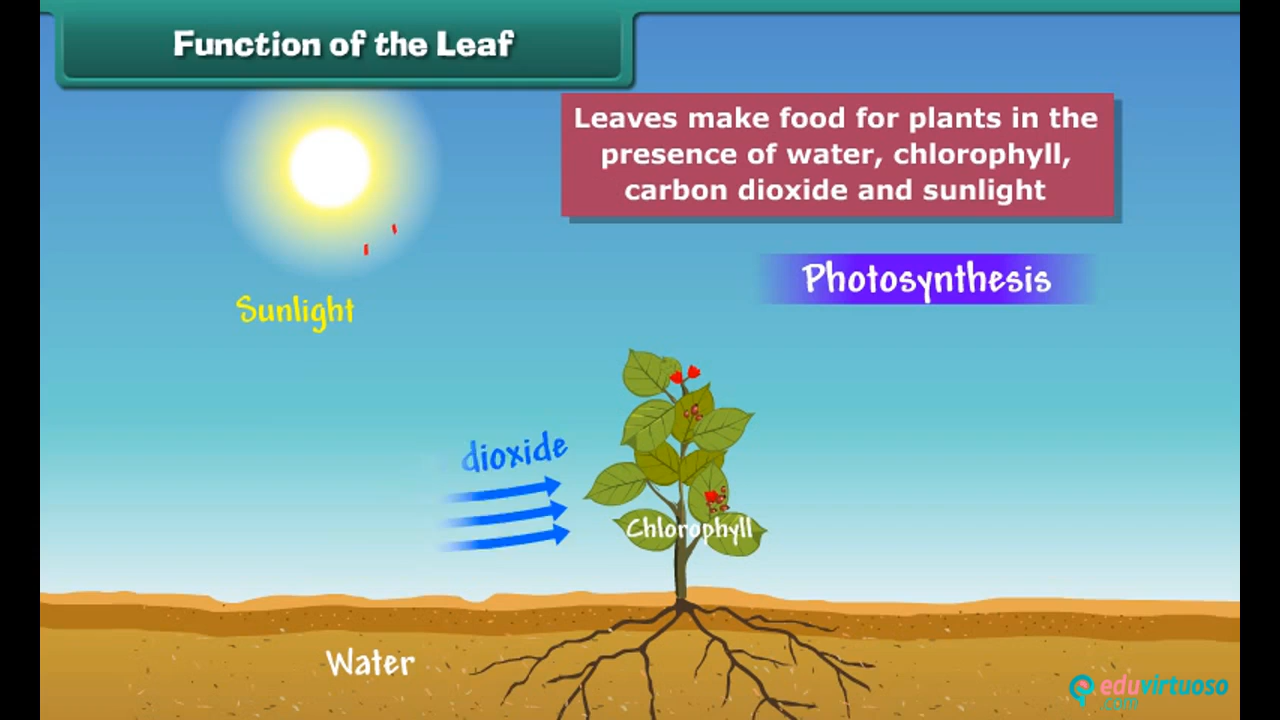 Function of the Leaf
Leaves make food for plants in the
presence of water, chlorophyll,
carbon dioxide and sunlight
Photosynthesis
Sunlight
dioxide
Chlorophyll
Water
eduvirtuoso
.com